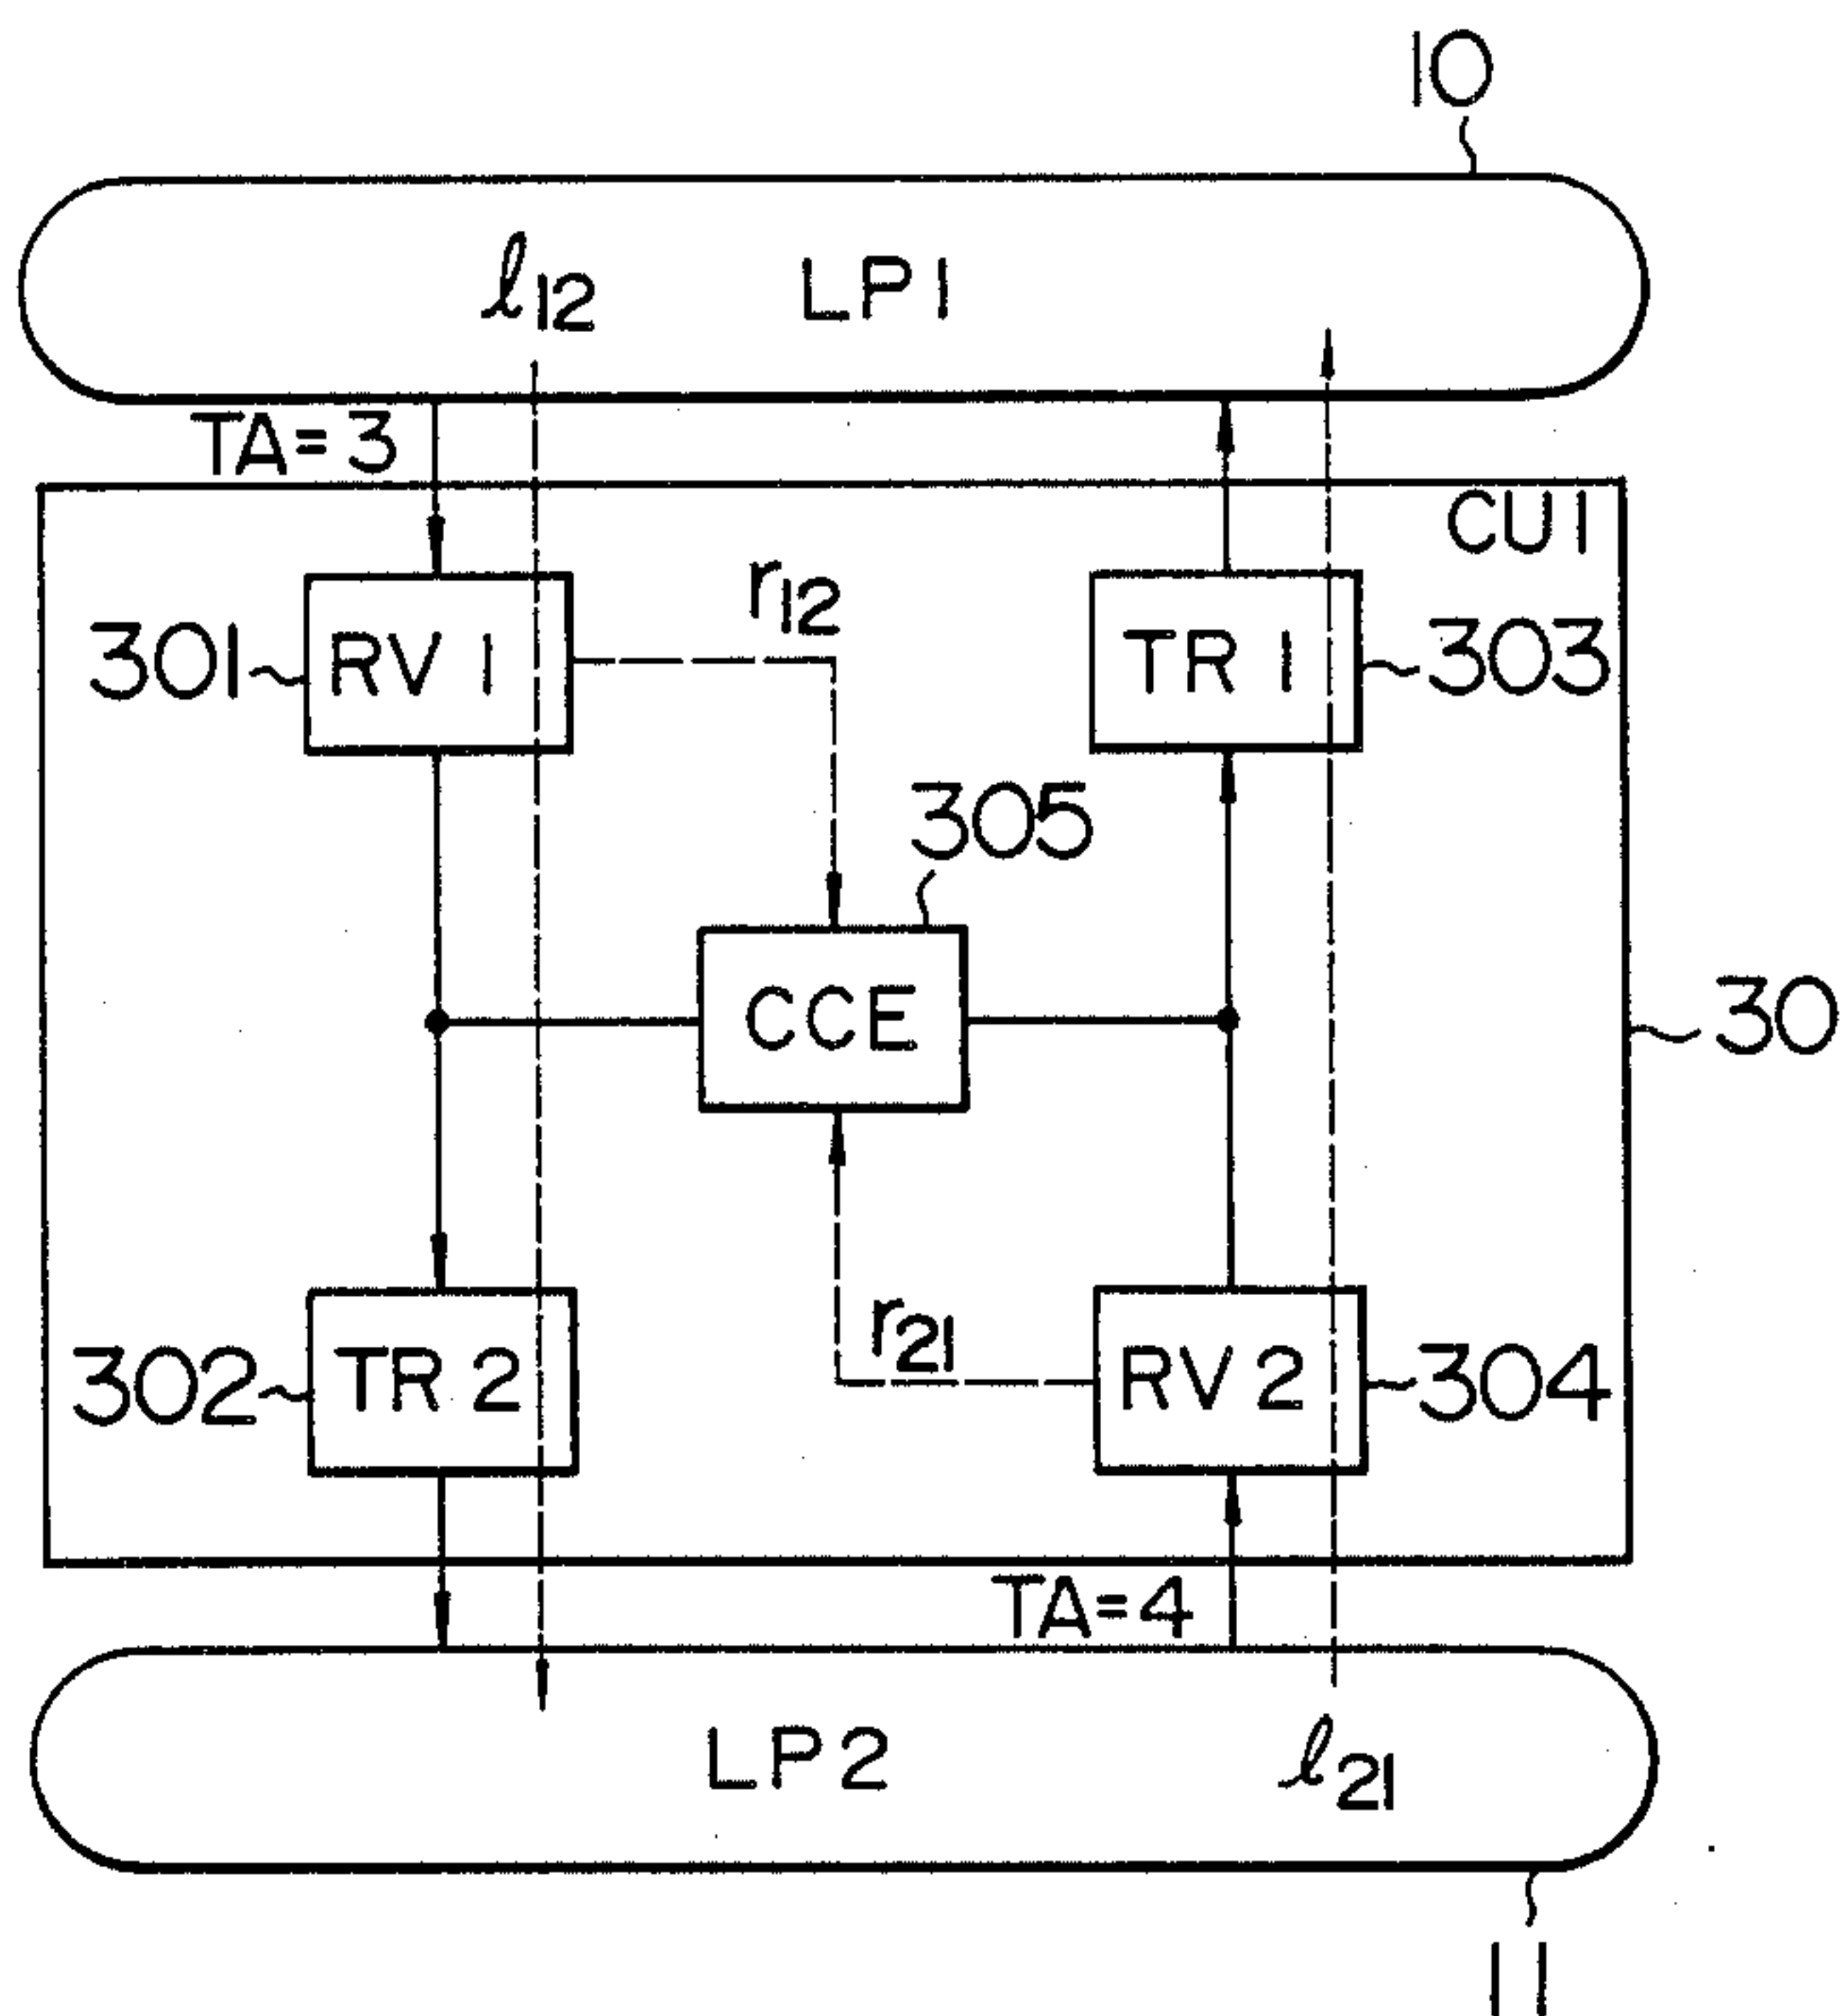 10
ℓ12 LP1
TA=3
CU1
301 RV1
r12
TR1 303
305
CCE
30
302 TR2
r21
RV2 304
TA=4
LP2
ℓ21
11